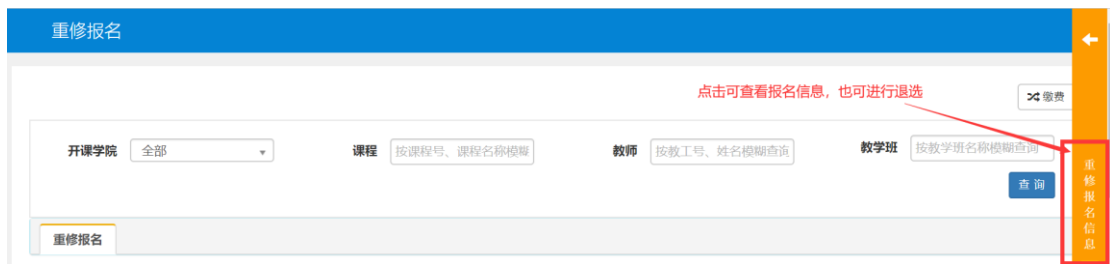 重修报名
点击可查看报名信息，也可进行退选
缴费
开课学院 全部 课程 按课程号、课程名称模糊 教师 按教工号、姓名模糊查询 教学班 按教学班名称模糊查询
查询
重修报名信息
重修报名